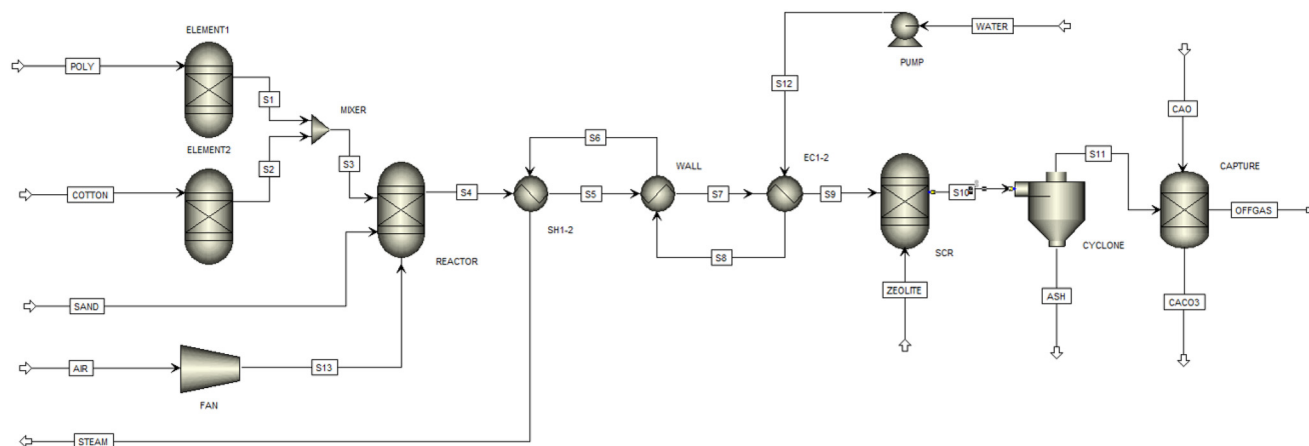 ELEMENT1
POLY
S1
MIXER
ELEMENT2
S2
S3
COTTON
REACTOR
S4
SAND
AIR
FAN
S13
STEAM
S6
SH1-2
S5
WALL
S7
S8
S12
EC1-2
S9
PUMP
WATER
SCR
ZEOLITE
S10
S11
CYCLONE
ASH
CAO
CAPTURE
OFFGAS
CACO3